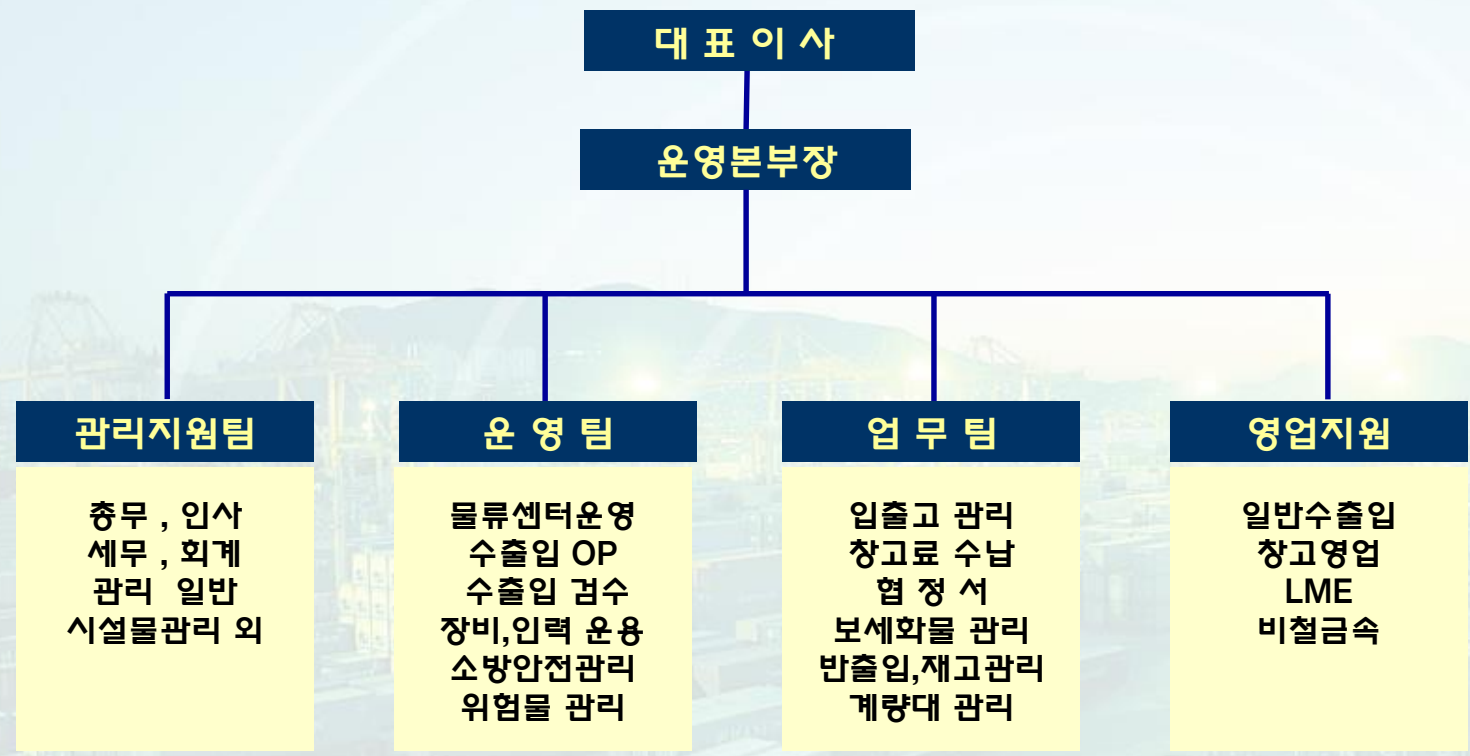 대 표 이 사
운영본부장
관리지원팀
총무 , 인사
세무 , 회계
관리 일반
시설물관리 외
운 영 팀
물류센터운영
수출입 OP
수출입 검수
장비,인력 운용
소방안전관리
위험물 관리
업 무 팀
입출고 관리
창고료 수납
협 정 서
보세화물 관리
반출입,재고관리
계량대 관리
영업지원
일반수출입
창고영업
LME
비철금속